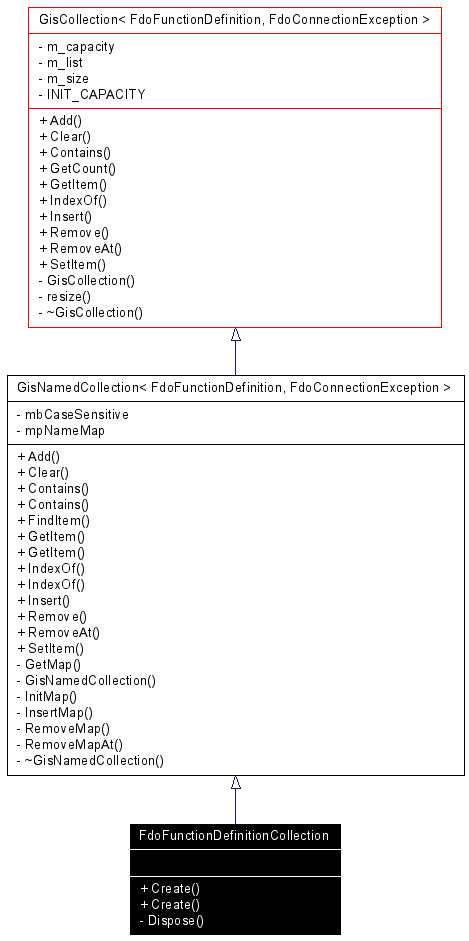 GisCollection< FdoFunctionDefinition, FdoConnectionException >
- m_capacity
- m_list
- m_size
- INIT_CAPACITY
+ Add()
+ Clear()
+ Contains()
+ GetCount()
+ GetItem()
+ IndexOf()
+ Insert()
+ Remove()
+ RemoveAt()
+ SetItem()
- GisCollection()
- resize()
- ~GisCollection()
GisNamedCollection< FdoFunctionDefinition, FdoConnectionException >
- mbCaseSensitive
- mpNameMap
+ Add()
+ Clear()
+ Contains()
+ Contains()
+ FindItem()
+ GetItem()
+ GetItem()
+ IndexOf()
+ IndexOf()
+ Insert()
+ Remove()
+ RemoveAt()
+ SetItem()
- GetMap()
- GisNamedCollection()
- InitMap()
- InsertMap()
- RemoveMap()
- RemoveMapAt()
- ~GisNamedCollection()
FdoFunctionDefinitionCollection
+ Create()
+ Create()
- Dispose()